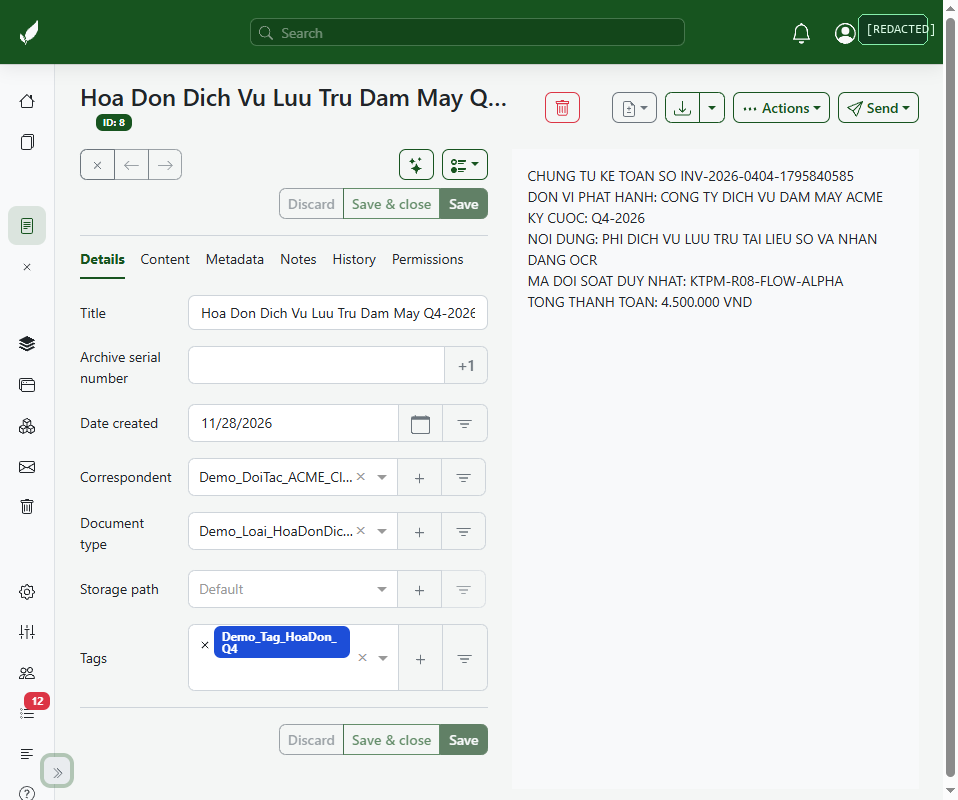 Search
[REDACTED]
Hoa Don Dich Vu Luu Tru Dam May Q...
ID: 8
Actions
Send
Discard
Save & close
Save
Details
Content
Metadata
Notes
History
Permissions
Title
Hoa Don Dich Vu Luu Tru Dam May Q4-2026
Archive serial
number
+1
Date created
11/28/2026
Correspondent
Demo_DoiTac_ACME_Cl...
Document
type
Demo_Loai_HoaDonDic...
Storage path
Default
Tags
Demo_Tag_HoaDon_
Q4
Discard
Save & close
Save
12
CHUNG TU KE TOAN SO INV-2026-0404-1795840585
DON VI PHAT HANH: CONG TY DICH VU DAM MAY ACME
KY CUOC: Q4-2026
NOI DUNG: PHI DICH VU LUU TRU TAI LIEU SO VA NHAN
DANG OCR
MA DOI SOAT DUY NHAT: KTPM-R08-FLOW-ALPHA
TONG THANH TOAN: 4.500.000 VND